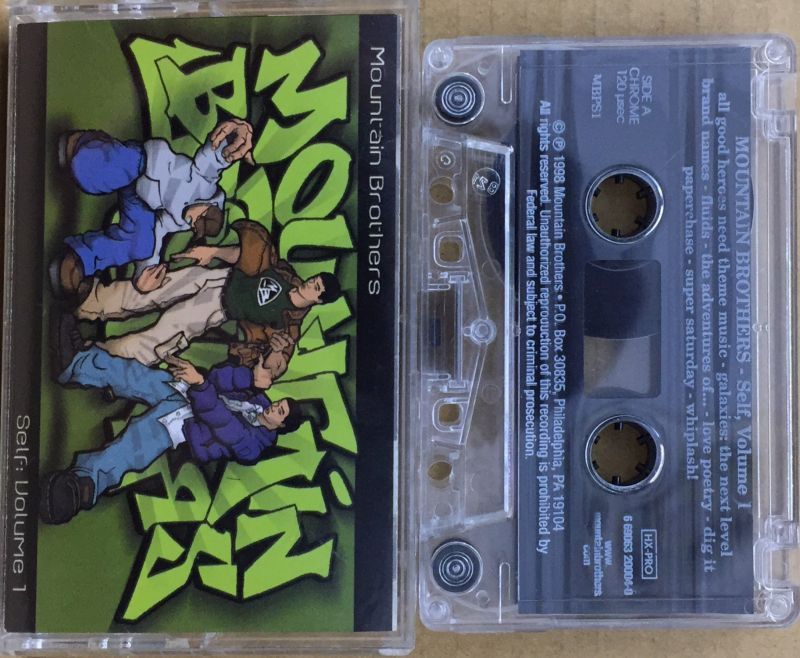 Mountain Brothers
MOUNTAIN
BROS
Self: Volume 1
MOUNTAIN BROTHERS - Self, Volume 1
all good heroes need theme music - galaxies: the next level
brand names - fluids - the adventures of.... - love poetry - dig it
paperchase - super saturday - whiplash!
SIDE A
CHROME
120 µsec
MBPS1
HX-PRO
6 69063 20004-0
www
mountainbrothers
com
© ℗ 1998 Mountain Brothers • P.O. Box 30835, Philadelphia, PA 19104
All rights reserved. Unauthorized reproduction of this recording is prohibited by
Federal law and subject to criminal prosecution.